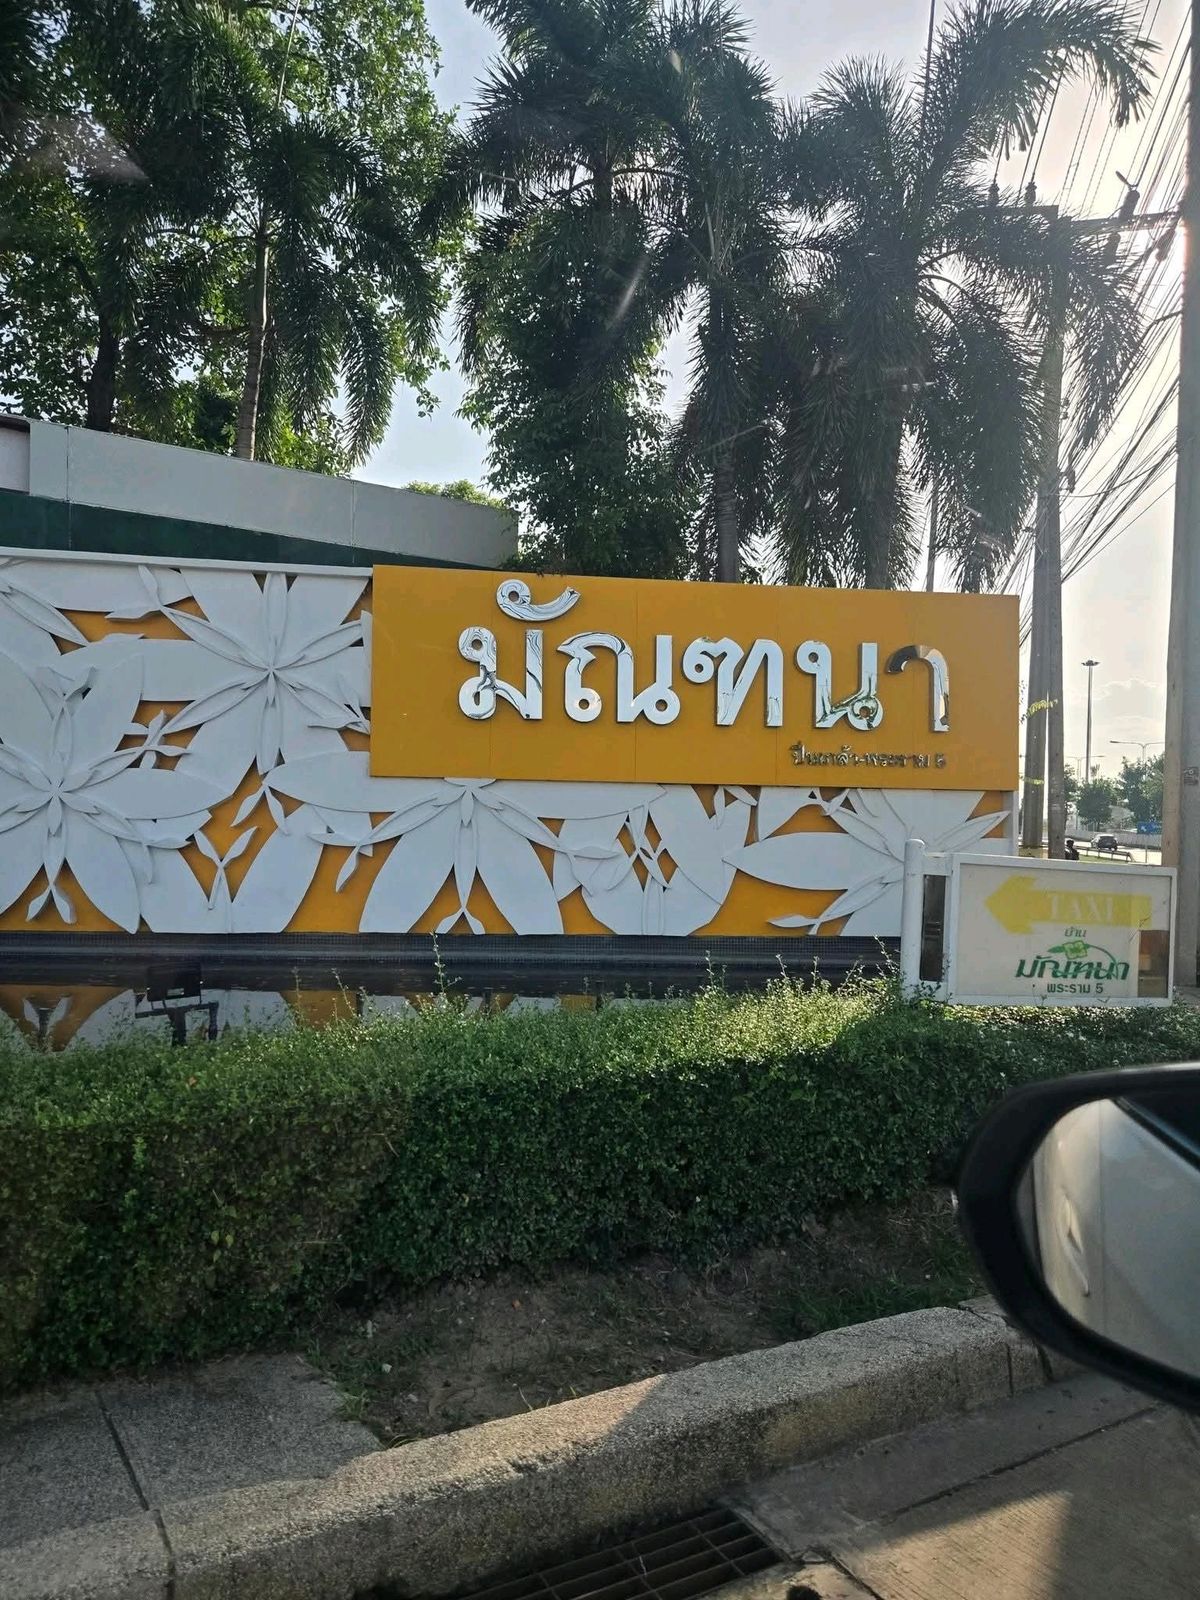 มัณฑนา
ปิ่นเกล้า-พระราม 5
TAXI
บ้าน
มัณฑนา
พระราม 5